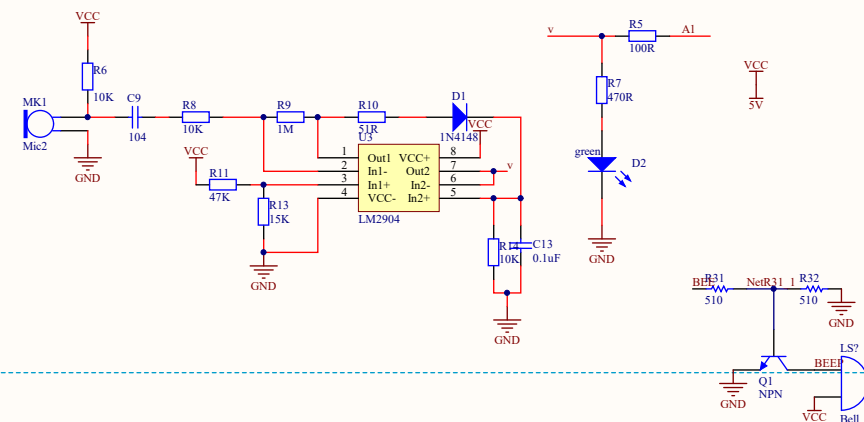 VCC
R5
v
A1
100R
R6
10K
VCC
R7
470R
5V
MK1
C9
R8
R9
R10
D1
104
10K
1M
51R
1N4148
VCC
Mic2
U3
GND
VCC
1 Out1 VCC+ 8
2 In1- Out2 7
v
3 In1+ In2- 6
4 VCC- In2+ 5
R11
47K
LM2904
R13
15K
green
D2
GND
R14
10K
C13
0.1uF
GND
GND
BEE
R31
NetR31_1
R32
510
510
GND
LS?
BEEP
Q1
NPN
GND
VCC
Bell